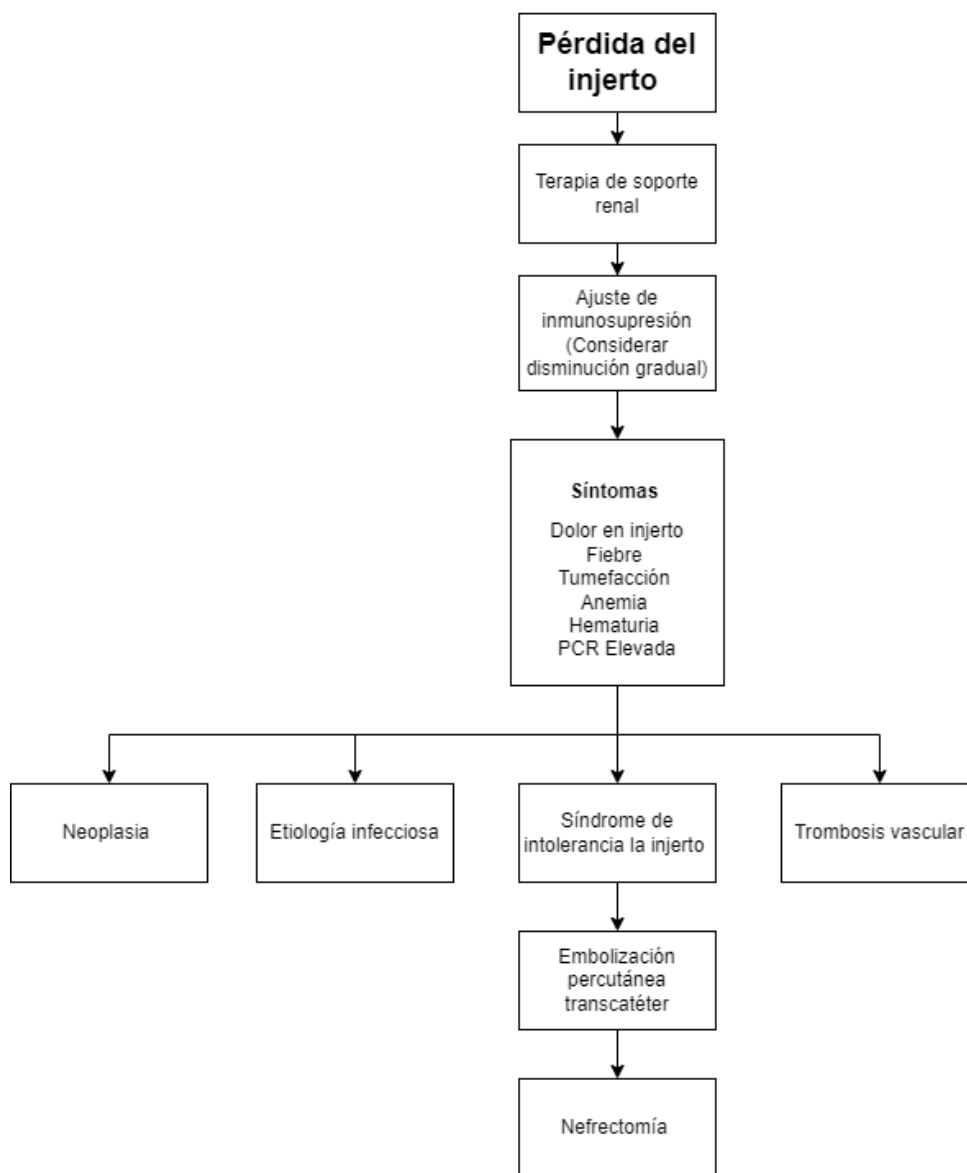 Pérdida del
injerto
Terapia de soporte
renal
Ajuste de
inmunosupresión
(Considerar
disminución gradual)
Síntomas
Dolor en injerto
Fiebre
Tumefacción
Anemia
Hematuria
PCR Elevada
Neoplasia
Etiología infecciosa
Síndrome de
intolerancia la injerto
Trombosis vascular
Embolización
percutánea
transcatéter
Nefrectomía